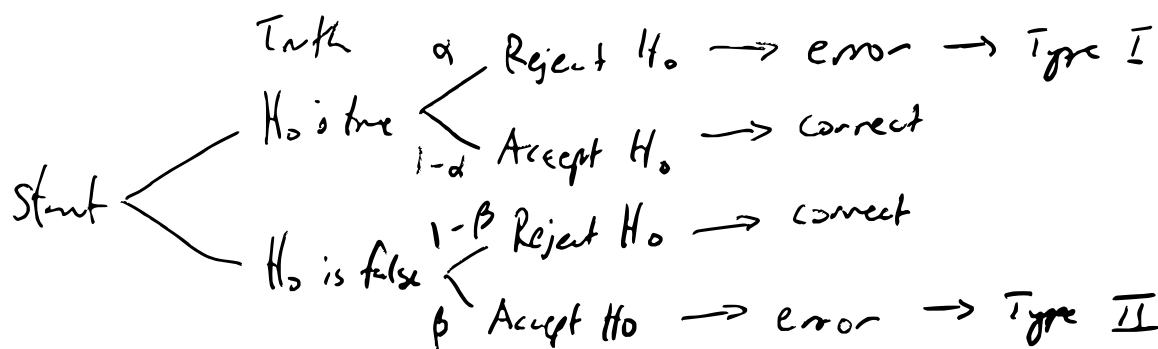 Truth
α Reject H₀ → error → Type I
H₀ is true
1-α Accept H₀ → correct
Start
1-β Reject H₀ → correct
H₀ is false
β Accept H₀ → error → Type II